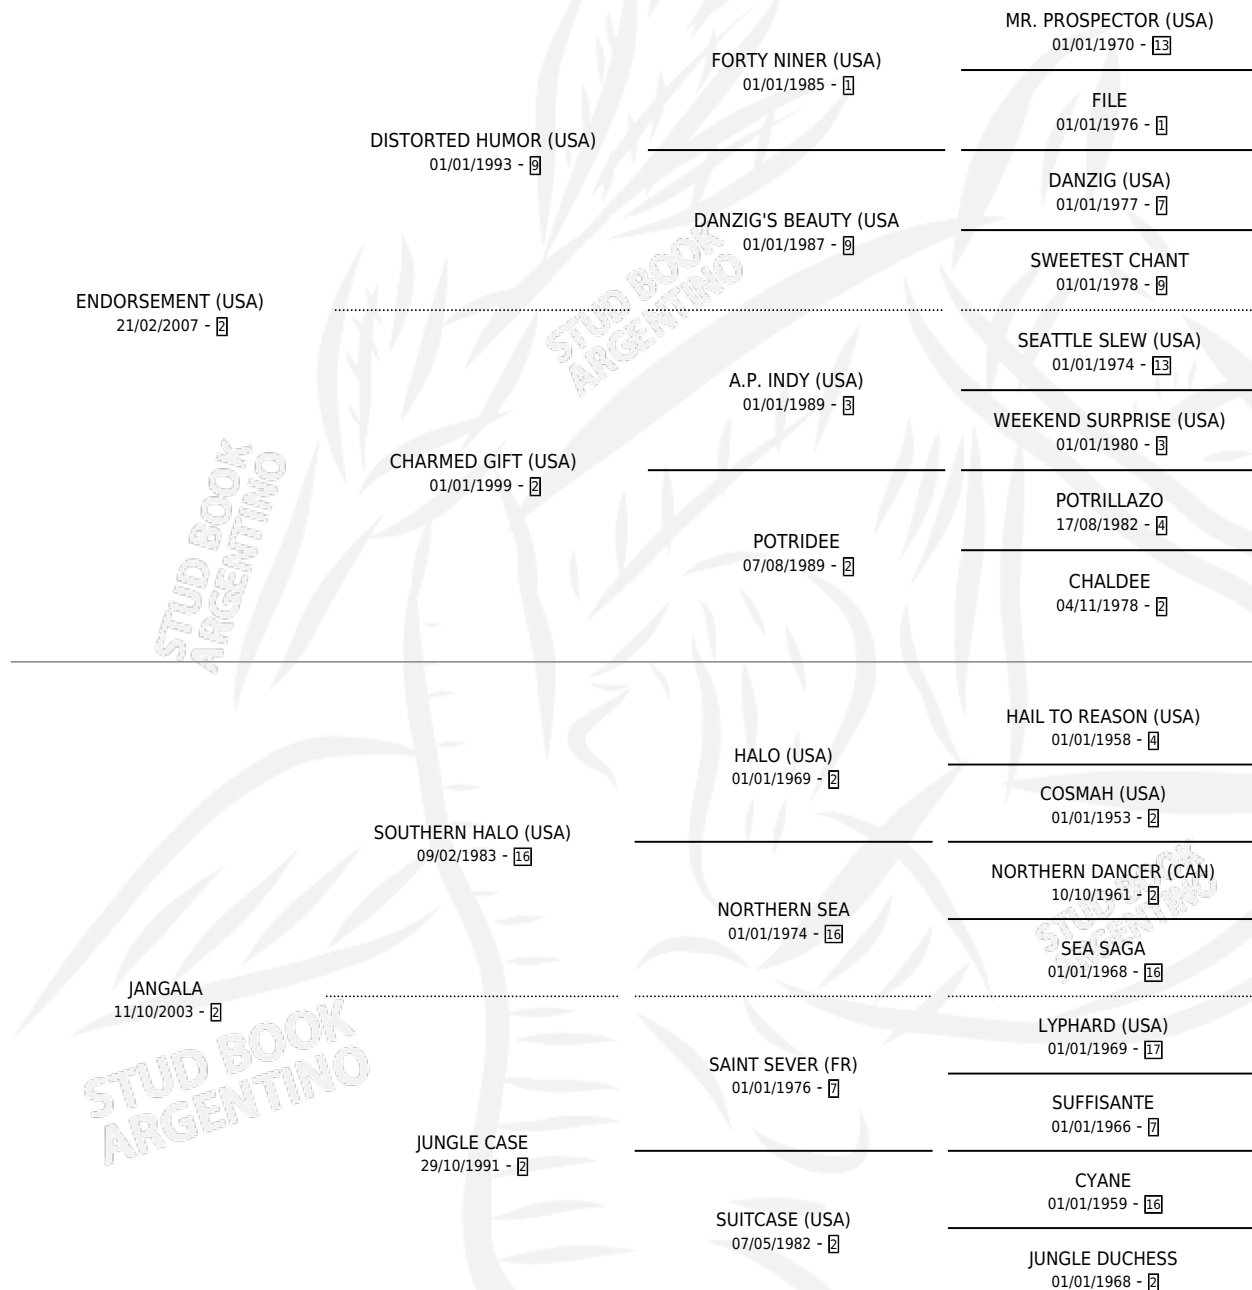 MR. PROSPECTOR (USA)
01/01/1970 - 13
FORTY NINER (USA)
01/01/1985 - 1
FILE
01/01/1976 - 1
DISTORTED HUMOR (USA)
01/01/1993 - 9
DANZIG (USA)
01/01/1977 - 7
DANZIG'S BEAUTY (USA
01/01/1987 - 9
SWEETEST CHANT
01/01/1978 - 9
ENDORSEMENT (USA)
21/02/2007 - 2
SEATTLE SLEW (USA)
01/01/1974 - 13
A.P. INDY (USA)
01/01/1989 - 3
WEEKEND SURPRISE (USA)
01/01/1980 - 3
CHARMED GIFT (USA)
01/01/1999 - 2
POTRILLAZO
17/08/1982 - 4
POTRIDEE
07/08/1989 - 2
CHALDEE
04/11/1978 - 2
HAIL TO REASON (USA)
01/01/1958 - 4
HALO (USA)
01/01/1969 - 2
COSMAH (USA)
01/01/1953 - 2
SOUTHERN HALO (USA)
09/02/1983 - 16
NORTHERN DANCER (CAN)
10/10/1961 - 2
NORTHERN SEA
01/01/1974 - 16
SEA SAGA
01/01/1968 - 16
JANGALA
11/10/2003 - 2
LYPHARD (USA)
01/01/1969 - 17
SAINT SEVER (FR)
01/01/1976 - 7
SUFFISANTE
01/01/1966 - 7
JUNGLE CASE
29/10/1991 - 2
CYANE
01/01/1959 - 16
SUITCASE (USA)
07/05/1982 - 2
JUNGLE DUCHESS
01/01/1968 - 2
STUD BOOK
ARGENTINO
STUD BOOK
ARGENTINO
STUD BOOK
ARGENTINO
STUD BOOK
ARGENTINO